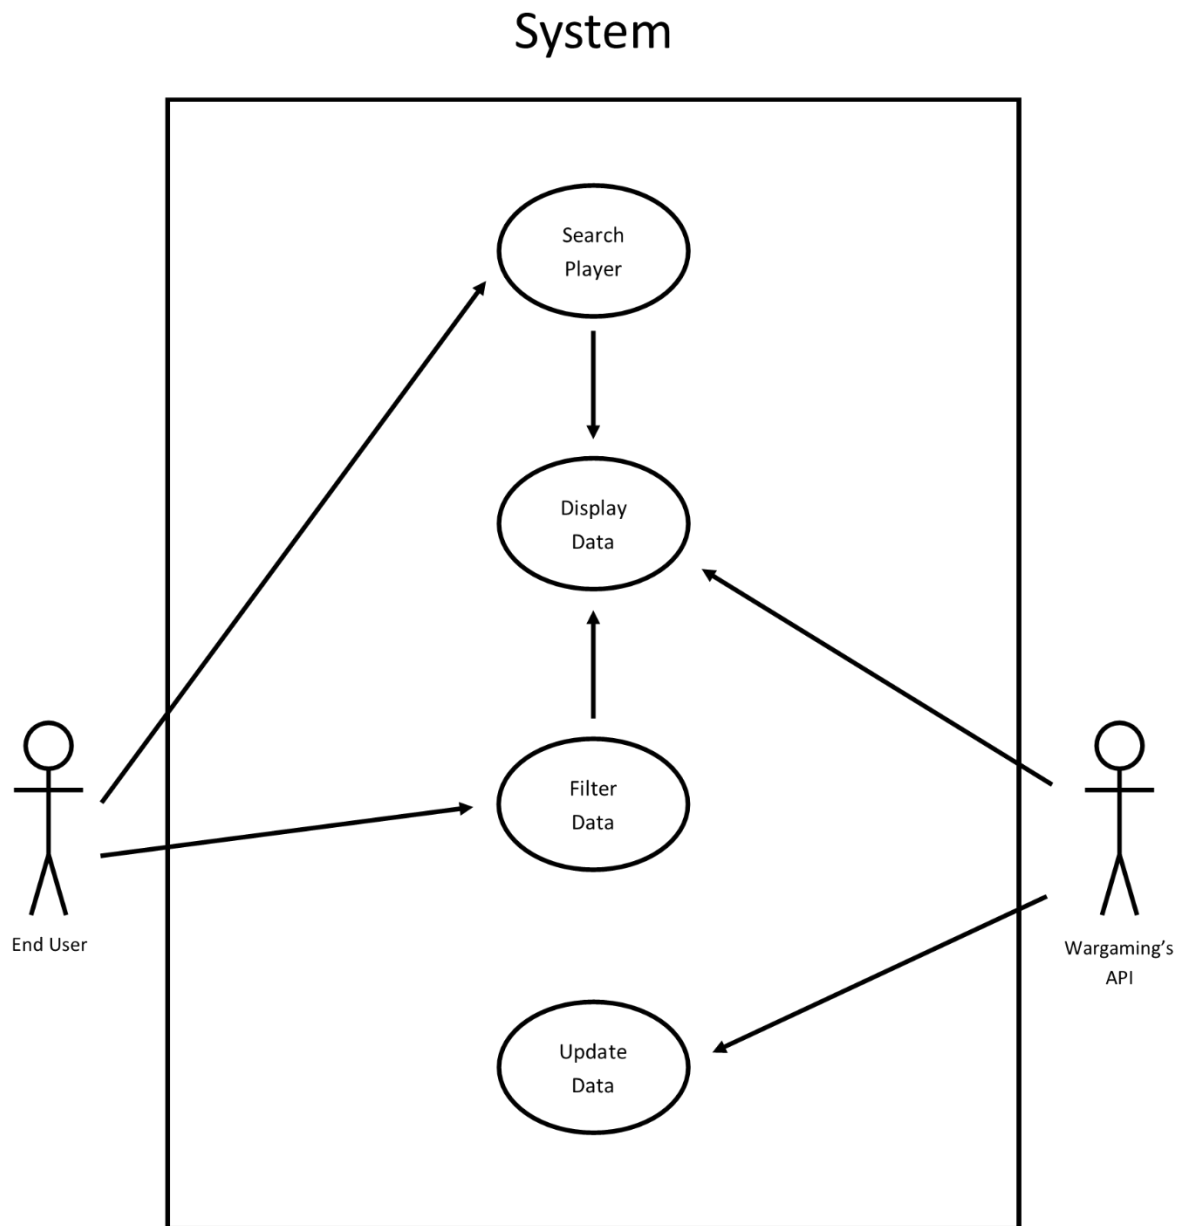 System
Search
Player
Display
Data
Filter
Data
End User
Wargaming's
API
Update
Data